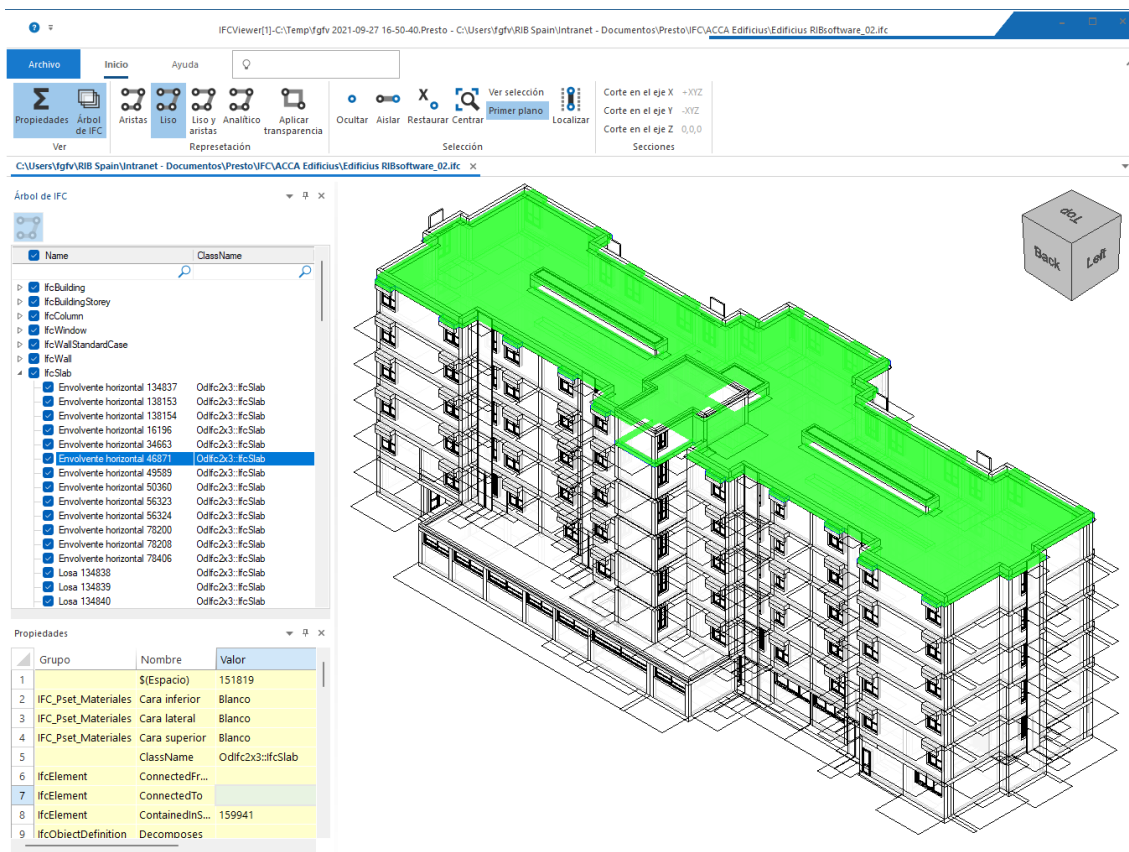 IFCViewer[1]-C:\Temp\fgfv 2021-09-27 16-50-40.Presto - C:\Users\fgfv\RIB Spain\Intranet - Documentos\Presto\IFC\ACCA Edificius\Edificius RIBsoftware_02.ifc
Archivo Inicio Ayuda
Propiedades Árbol de IFC
Aristas Liso Liso y aristas Analítico Aplicar transparencia
Ocultar Aislar Restaurar Centrar Ver selección Primer plano Localizar
Corte en el eje X +XYZ
Corte en el eje Y -XYZ
Corte en el eje Z 0,0,0
Ver Representación Selección Secciones
C:\Users\fgfv\RIB Spain\Intranet - Documentos\Presto\IFC\ACCA Edificius\Edificius RIBsoftware_02.ifc
Árbol de IFC
Name ClassName
IfcBuilding
IfcBuildingStorey
IfcColumn
IfcWindow
IfcWallStandardCase
IfcWall
IfcSlab
Envolvente horizontal 134837 OdIfc2x3::IfcSlab
Envolvente horizontal 138153 OdIfc2x3::IfcSlab
Envolvente horizontal 138154 OdIfc2x3::IfcSlab
Envolvente horizontal 16196 OdIfc2x3::IfcSlab
Envolvente horizontal 34663 OdIfc2x3::IfcSlab
Envolvente horizontal 46871 OdIfc2x3::IfcSlab
Envolvente horizontal 49589 OdIfc2x3::IfcSlab
Envolvente horizontal 50360 OdIfc2x3::IfcSlab
Envolvente horizontal 56323 OdIfc2x3::IfcSlab
Envolvente horizontal 56324 OdIfc2x3::IfcSlab
Envolvente horizontal 78200 OdIfc2x3::IfcSlab
Envolvente horizontal 78208 OdIfc2x3::IfcSlab
Envolvente horizontal 78406 OdIfc2x3::IfcSlab
Losa 134838 OdIfc2x3::IfcSlab
Losa 134839 OdIfc2x3::IfcSlab
Losa 134840 OdIfc2x3::IfcSlab
Top
Back
Left
Propiedades
Grupo Nombre Valor
1 $(Espacio) 151819
2 IFC_Pset_Materiales Cara inferior Blanco
3 IFC_Pset_Materiales Cara lateral Blanco
4 IFC_Pset_Materiales Cara superior Blanco
5 ClassName OdIfc2x3::IfcSlab
6 IfcElement ConnectedFr...
7 IfcElement ConnectedTo
8 IfcElement ContainedInS... 159941
9 IfcObjectDefinition Decomposes